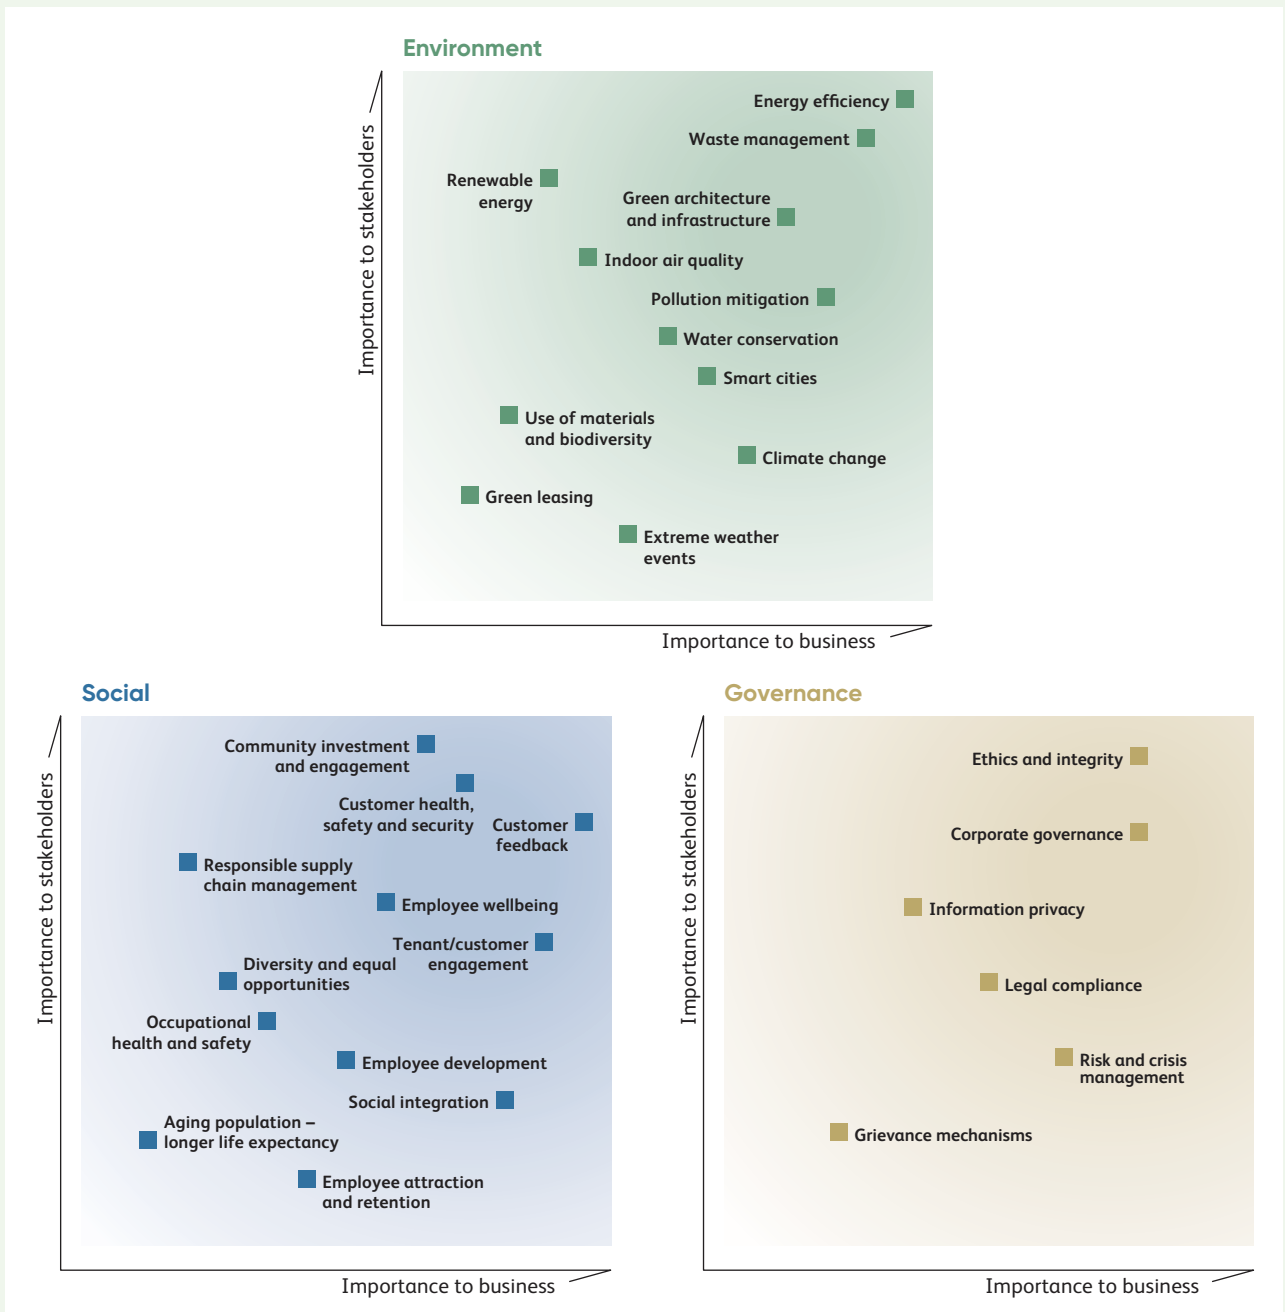 Environment
Importance to stakeholders
Energy efficiency
Waste management
Renewable
energy
Green architecture
and infrastructure
Indoor air quality
Pollution mitigation
Water conservation
Smart cities
Use of materials
and biodiversity
Climate change
Green leasing
Extreme weather
events
Importance to business
Social
Importance to stakeholders
Community investment
and engagement
Customer health,
safety and security
Customer
feedback
Responsible supply
chain management
Employee wellbeing
Tenant/customer
engagement
Diversity and equal
opportunities
Occupational
health and safety
Employee development
Social integration
Aging population –
longer life expectancy
Employee attraction
and retention
Importance to business
Governance
Importance to stakeholders
Ethics and integrity
Corporate governance
Information privacy
Legal compliance
Risk and crisis
management
Grievance mechanisms
Importance to business